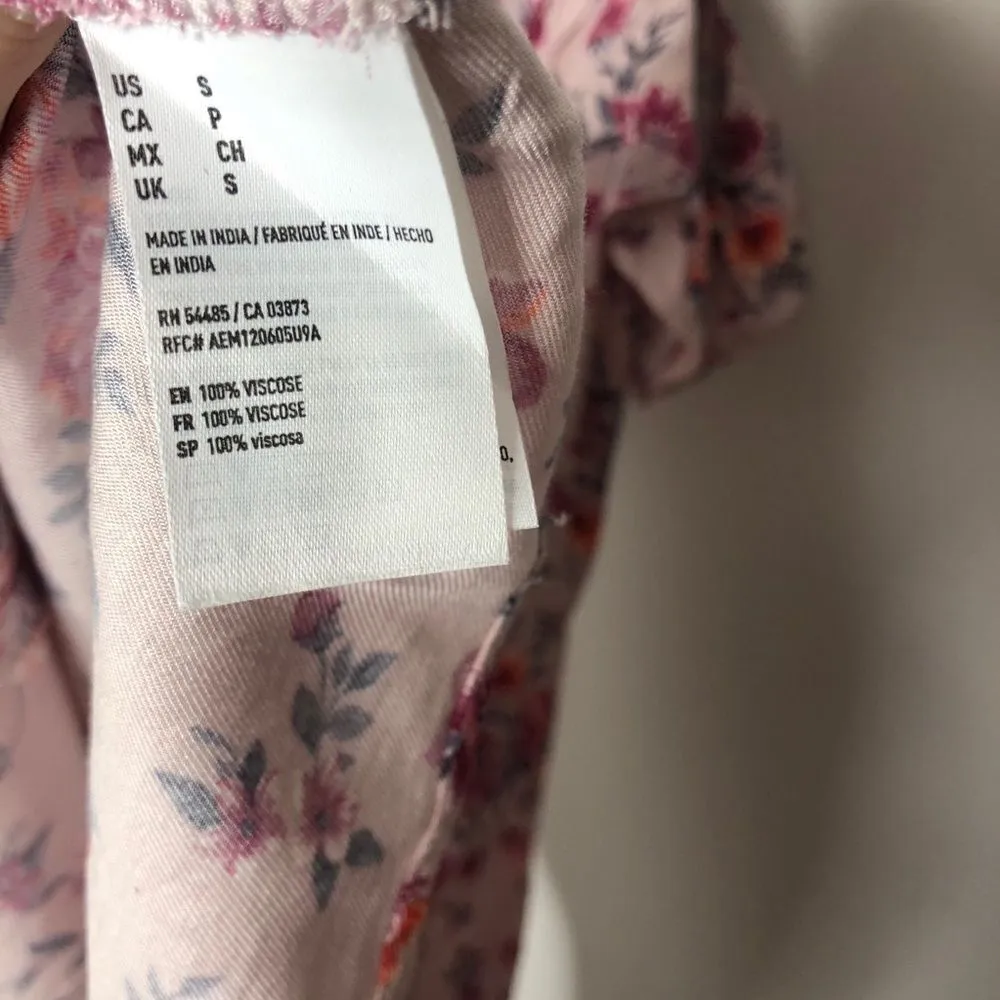 US S
CA P
MX CH
UK S
MADE IN INDIA / FABRIQUÉ EN INDE / HECHO
EN INDIA
RN 54485 / CA 03873
RFC# AEM120605U9A
EN 100% VISCOSE
FR 100% VISCOSE
SP 100% viscosa
O,